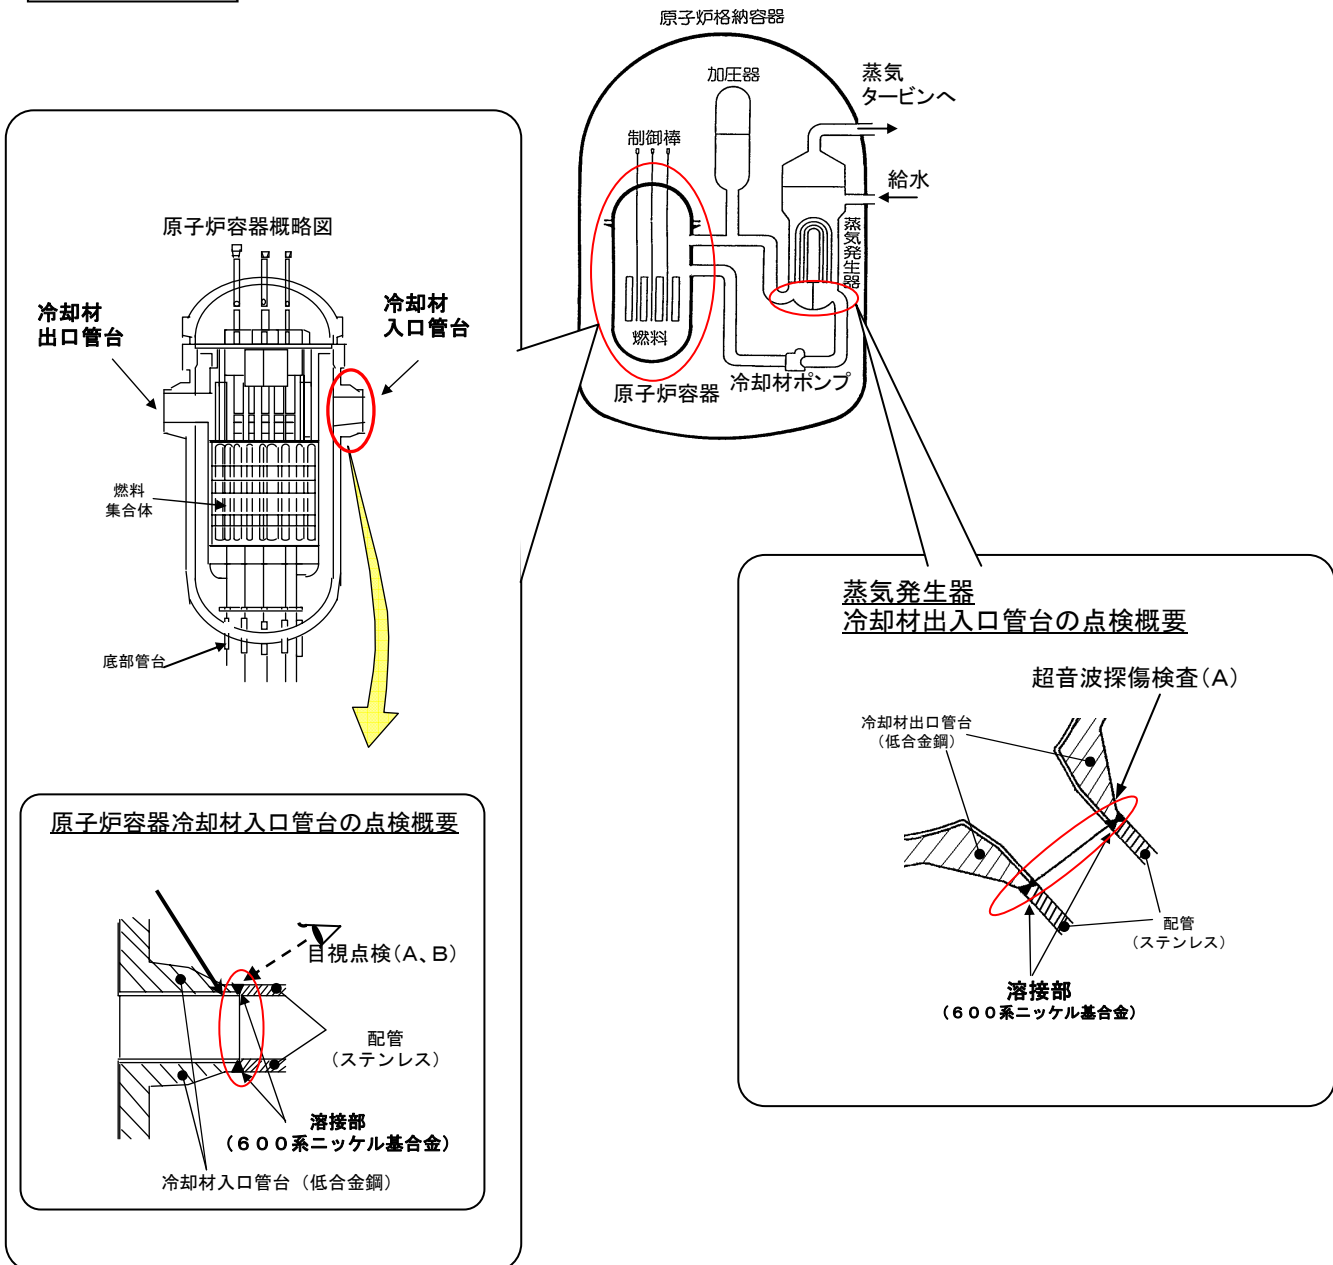 原子炉格納容器
加圧器
蒸気
タービンへ
制御棒
給水
蒸気発生器
燃料
原子炉容器
冷却材ポンプ
原子炉容器概略図
冷却材
出口管台
冷却材
入口管台
燃料
集合体
底部管台
原子炉容器冷却材入口管台の点検概要
目視点検(A、B)
配管
(ステンレス)
溶接部
(600系ニッケル基合金)
冷却材入口管台 (低合金鋼)
蒸気発生器
冷却材出入口管台の点検概要
超音波探傷検査(A)
冷却材出口管台
(低合金鋼)
配管
(ステンレス)
溶接部
(600系ニッケル基合金)